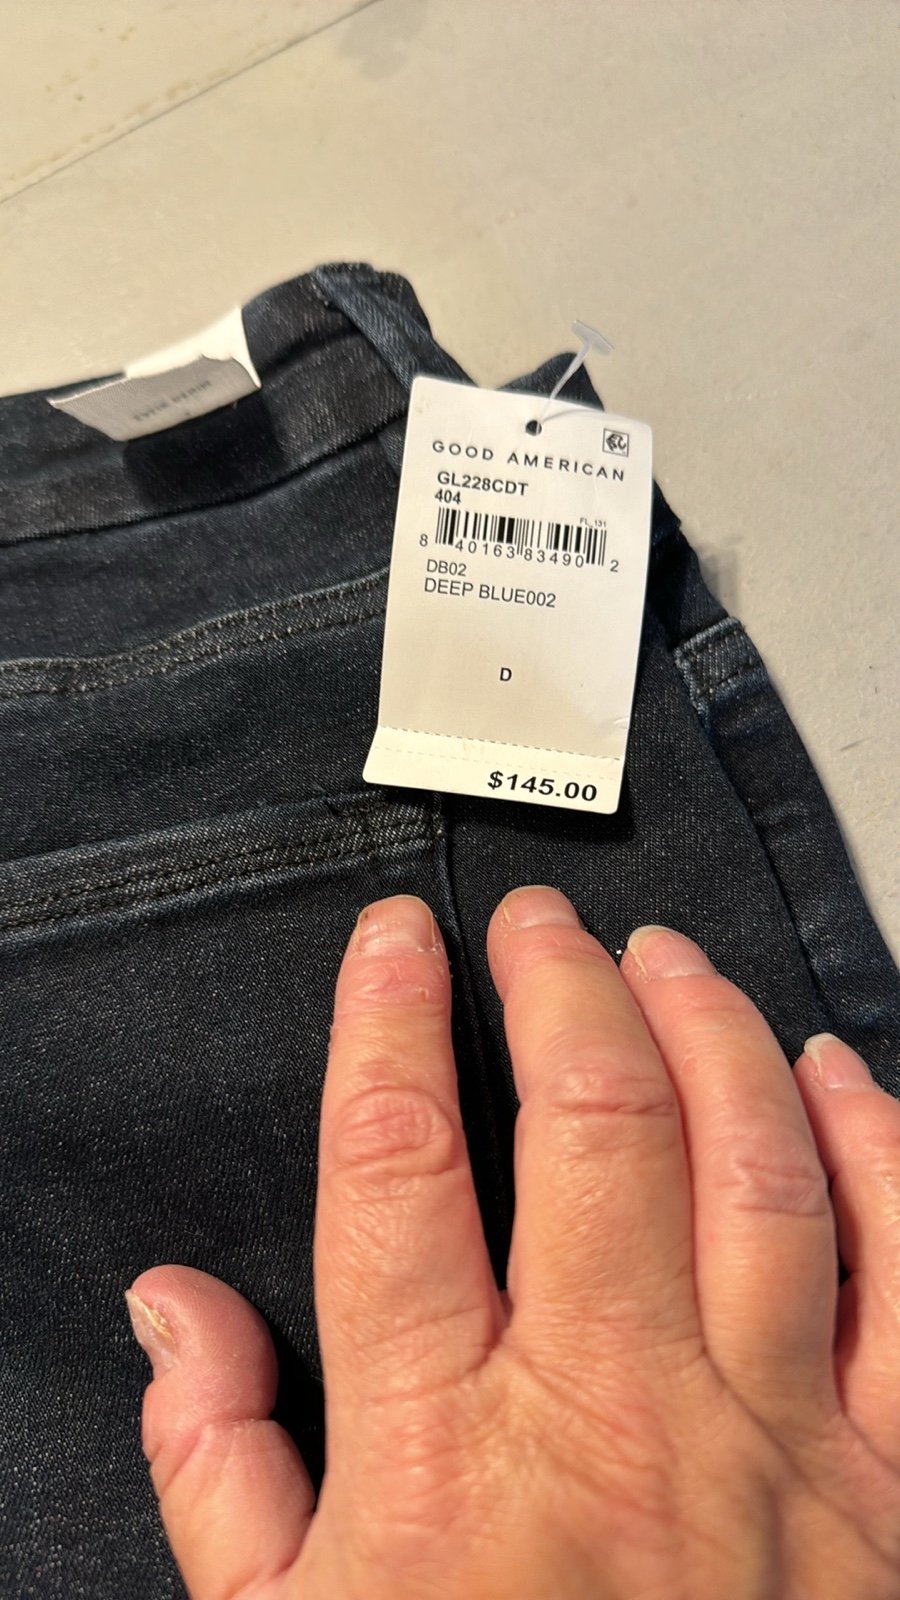 GOOD AMERICAN
GL228CDT
404
FL_131
8 40163 83490 2
DB02
DEEP BLUE002
D
$145.00